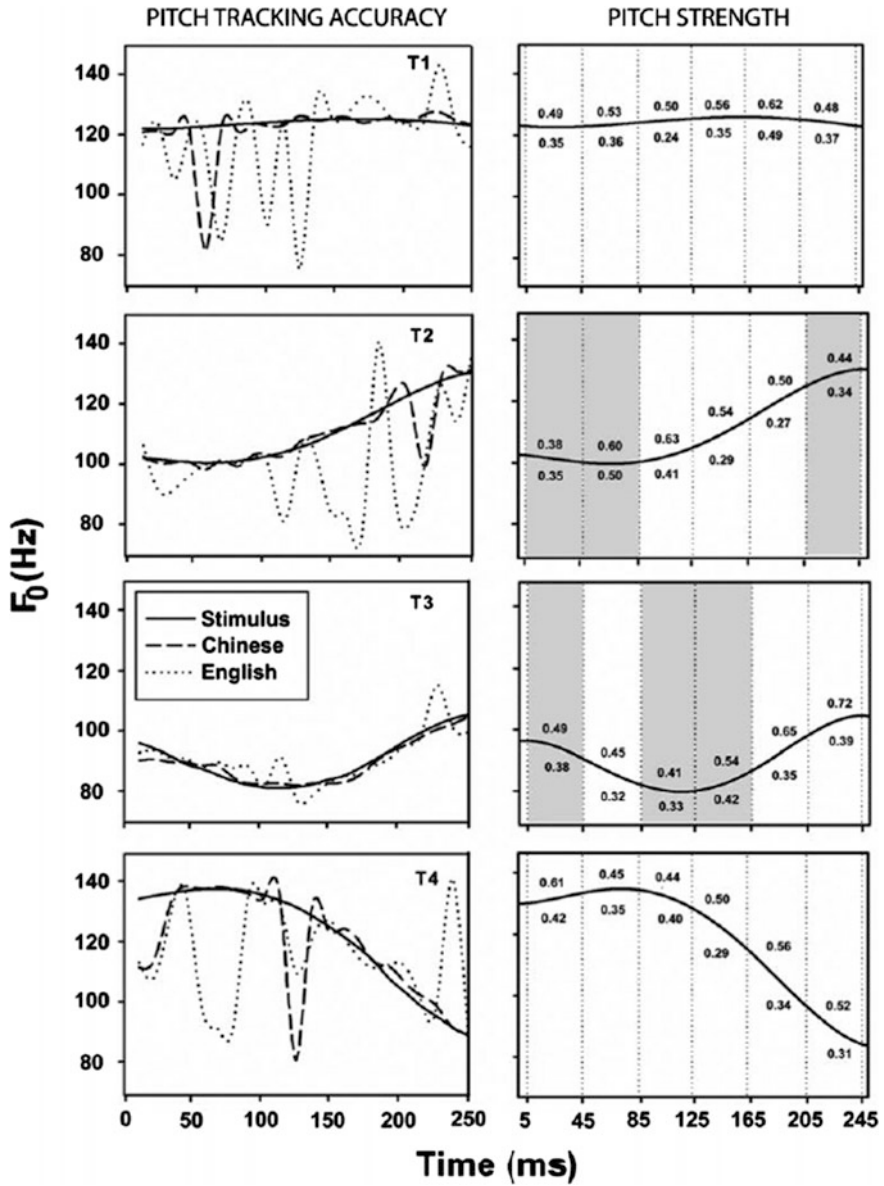 PITCH TRACKING ACCURACY
PITCH STRENGTH
F0(Hz)
T1
140
120
100
80
0.49 0.53 0.50 0.56 0.62 0.48
0.35 0.36 0.24 0.35 0.49 0.37
T2
140
120
100
80
0.38 0.60 0.63 0.54 0.50 0.44
0.35 0.50 0.41 0.29 0.27 0.34
T3
140
120
100
80
Stimulus
Chinese
English
0.49 0.45 0.41 0.54 0.65 0.72
0.38 0.32 0.33 0.42 0.35 0.39
T4
140
120
100
80
0.61 0.45 0.44 0.50 0.56 0.52
0.42 0.35 0.40 0.29 0.34 0.31
0 50 100 150 200 250
5 45 85 125 165 205 245
Time (ms)